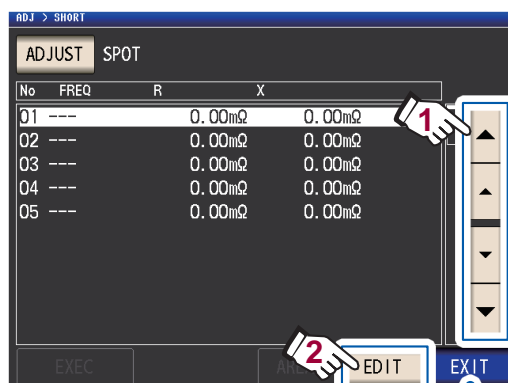 ADJ > SHORT
ADJUST SPOT
No FREQ R X
01 --- 0.00mΩ 0.00mΩ
02 --- 0.00mΩ 0.00mΩ
03 --- 0.00mΩ 0.00mΩ
04 --- 0.00mΩ 0.00mΩ
05 --- 0.00mΩ 0.00mΩ
1
2
EXEC EDIT EXIT